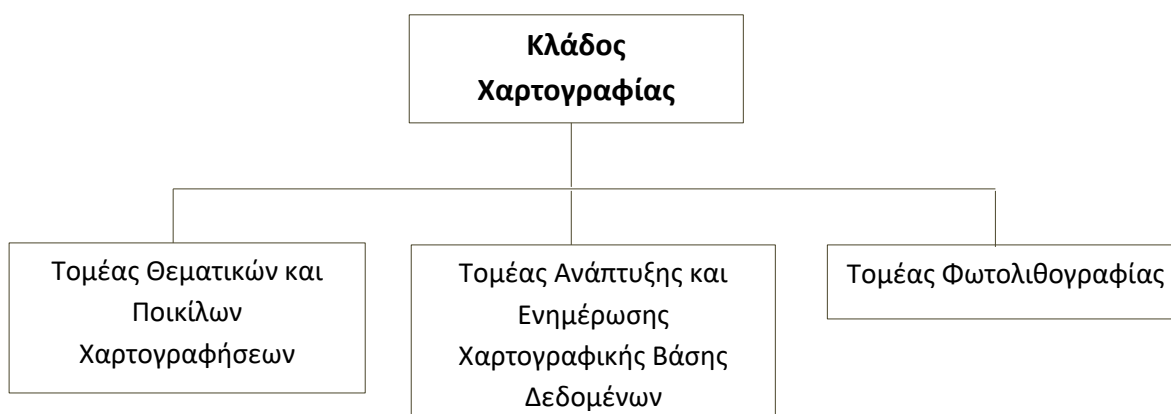 Κλάδος
Χαρτογραφίας
Τομέας Θεματικών και
Ποικίλων
Χαρτογραφήσεων
Τομέας Ανάπτυξης και
Ενημέρωσης
Χαρτογραφικής Βάσης
Δεδομένων
Τομέας Φωτολιθογραφίας